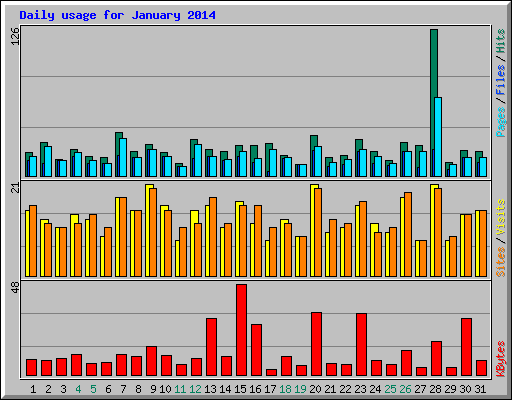 Daily usage for January 2014
126
Pages / Files / Hits
21
Sites / Visits
48
KBytes
1 2 3 4 5 6 7 8 9 10 11 12 13 14 15 16 17 18 19 20 21 22 23 24 25 26 27 28 29 30 31